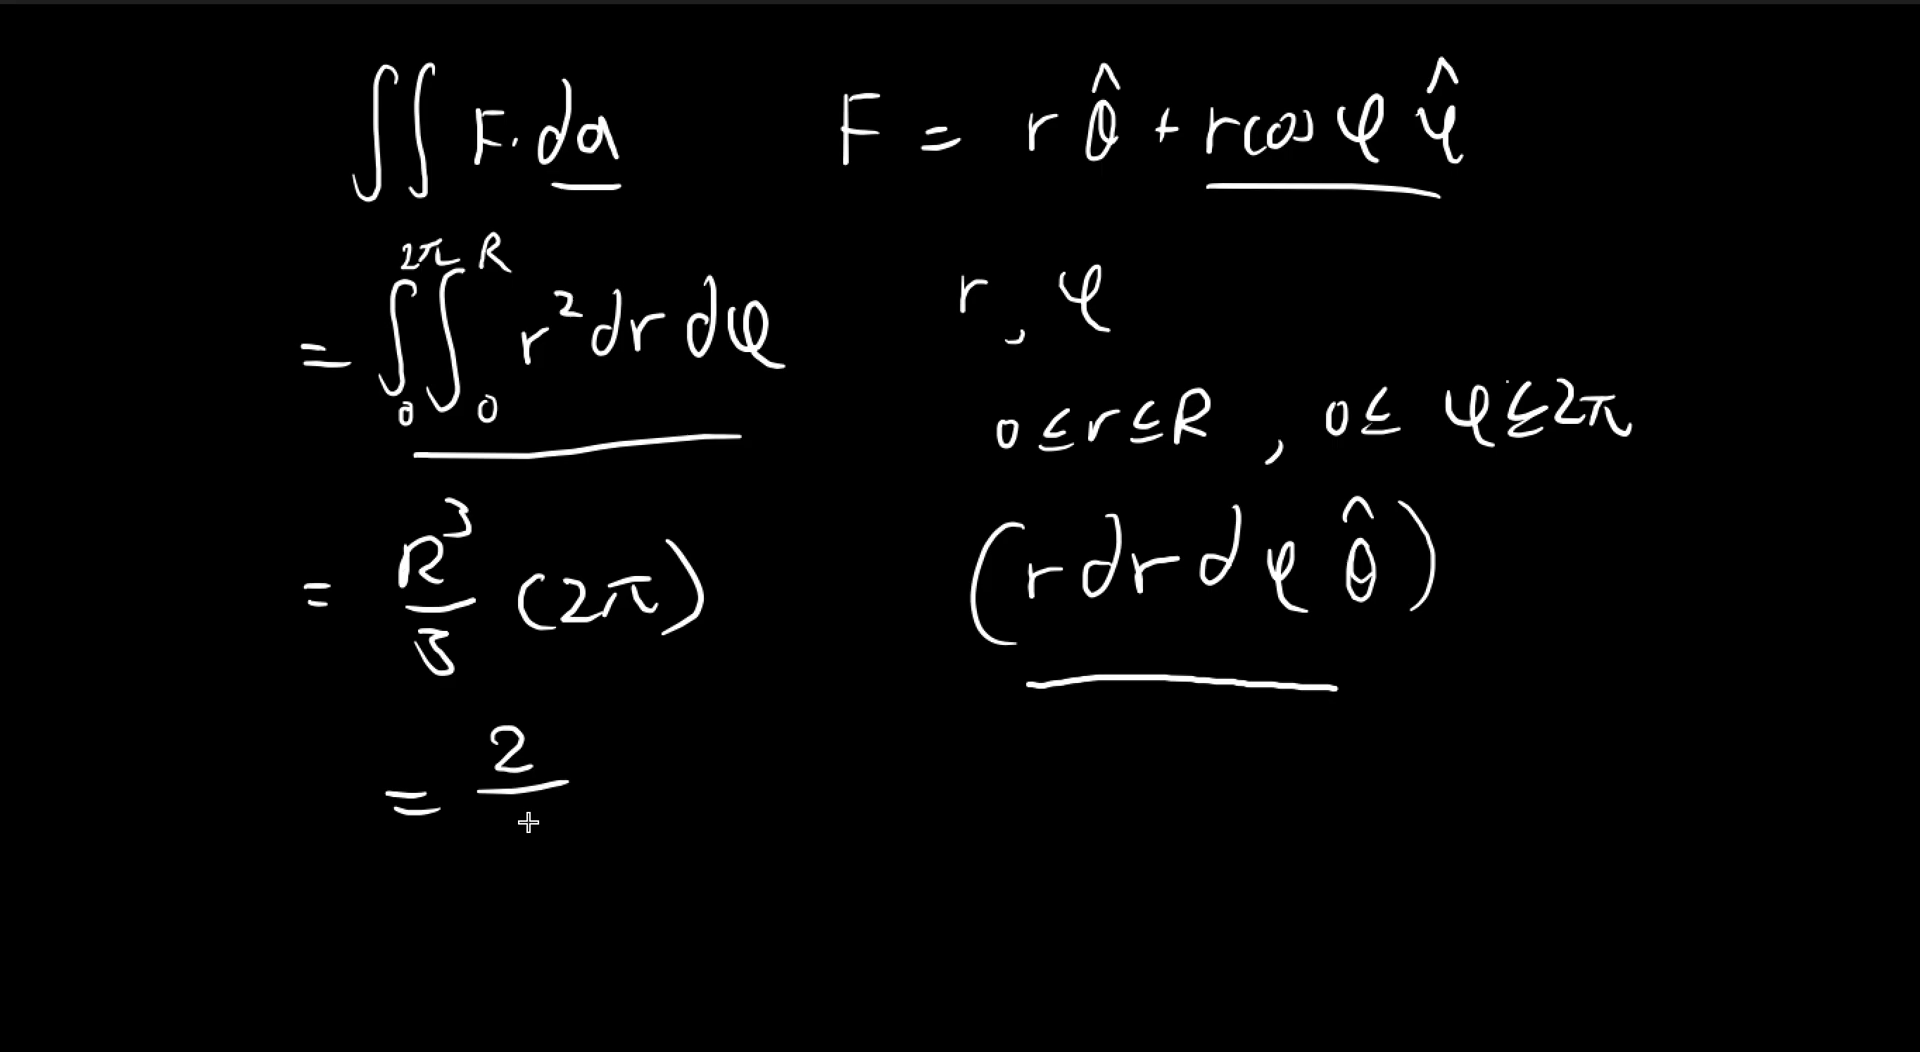 ∬ F · da    F = r θ̂ + r cos φ φ̂
= ∫₀^{2π} ∫₀^R r² dr dφ    r, φ
0 ≤ r ≤ R , 0 ≤ φ ≤ 2π
= R³/3 (2π)    (r dr dφ θ̂)
= 2/